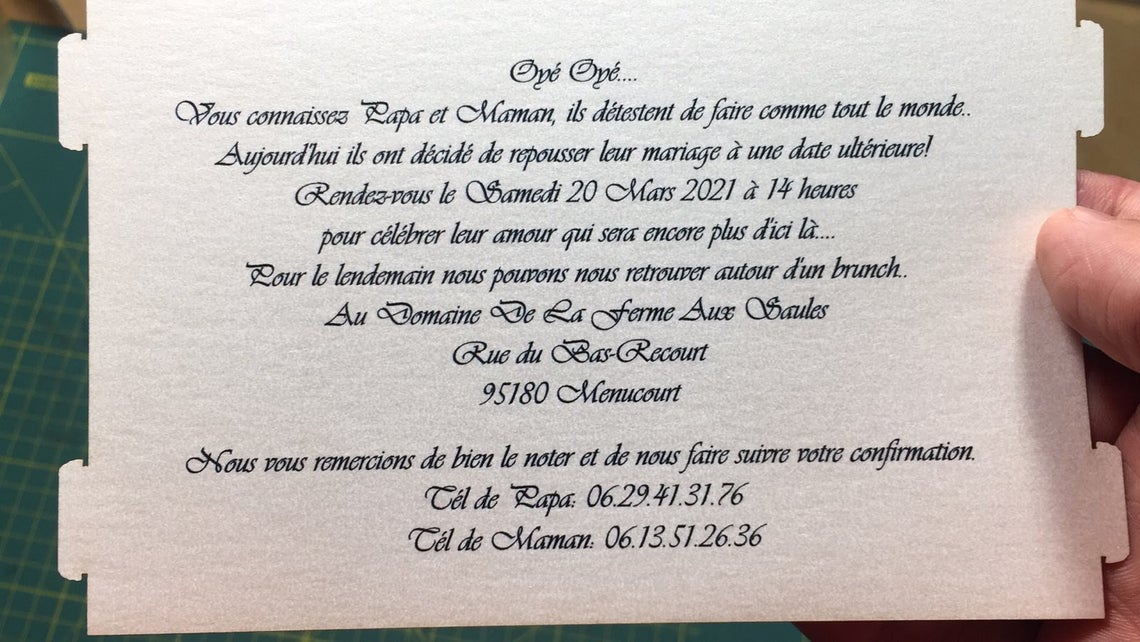 Oyé Oyé....
Vous connaissez Papa et Maman, ils détestent de faire comme tout le monde..
Aujourd'hui ils ont décidé de repousser leur mariage à une date ultérieure!
Rendez-vous le Samedi 20 Mars 2021 à 14 heures
pour célébrer leur amour qui sera encore plus d'ici là....
Pour le lendemain nous pouvons nous retrouver autour d'un brunch..
Au Domaine De La Ferme Aux Saules
Rue du Bas-Recourt
95180 Menucourt
Nous vous remercions de bien le noter et de nous faire suivre votre confirmation.
Tél de Papa: 06.29.41.31.76
Tél de Maman: 06.13.51.26.36